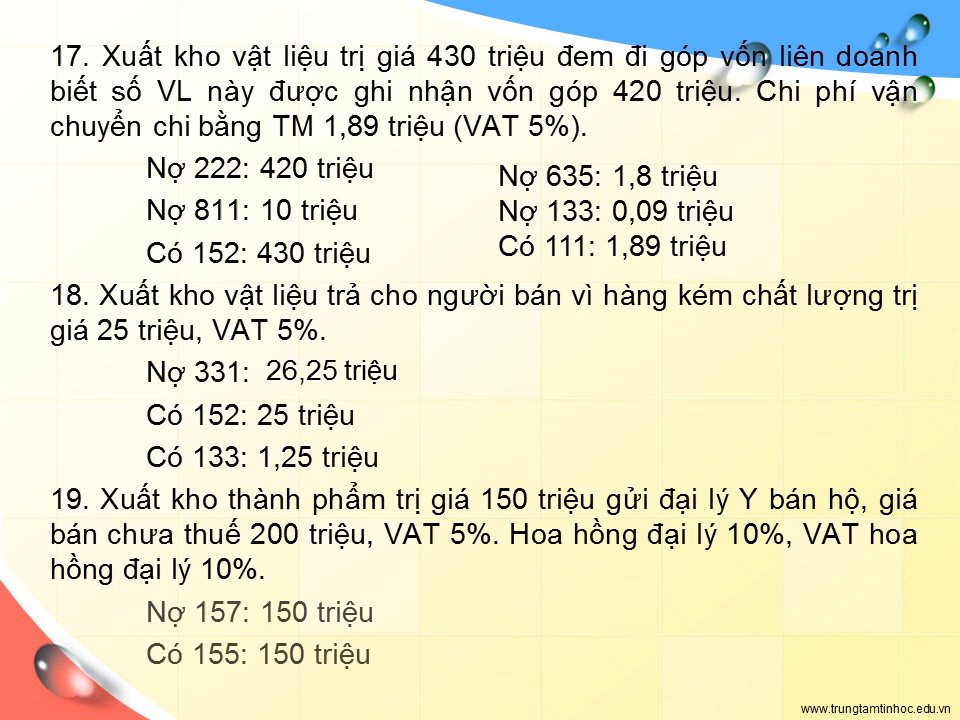 17. Xuất kho vật liệu trị giá 430 triệu đem đi góp vốn liên doanh
biết số VL này được ghi nhận vốn góp 420 triệu. Chi phí vận
chuyển chi bằng TM 1,89 triệu (VAT 5%).
Nợ 222: 420 triệu
Nợ 811: 10 triệu
Có 152: 430 triệu
Nợ 635: 1,8 triệu
Nợ 133: 0,09 triệu
Có 111: 1,89 triệu
18. Xuất kho vật liệu trả cho người bán vì hàng kém chất lượng trị
giá 25 triệu, VAT 5%.
Nợ 331: 26,25 triệu
Có 152: 25 triệu
Có 133: 1,25 triệu
19. Xuất kho thành phẩm trị giá 150 triệu gửi đại lý Y bán hộ, giá
bán chưa thuế 200 triệu, VAT 5%. Hoa hồng đại lý 10%, VAT hoa
hồng đại lý 10%.
Nợ 157: 150 triệu
Có 155: 150 triệu
www.trungtamtinhoc.edu.vn